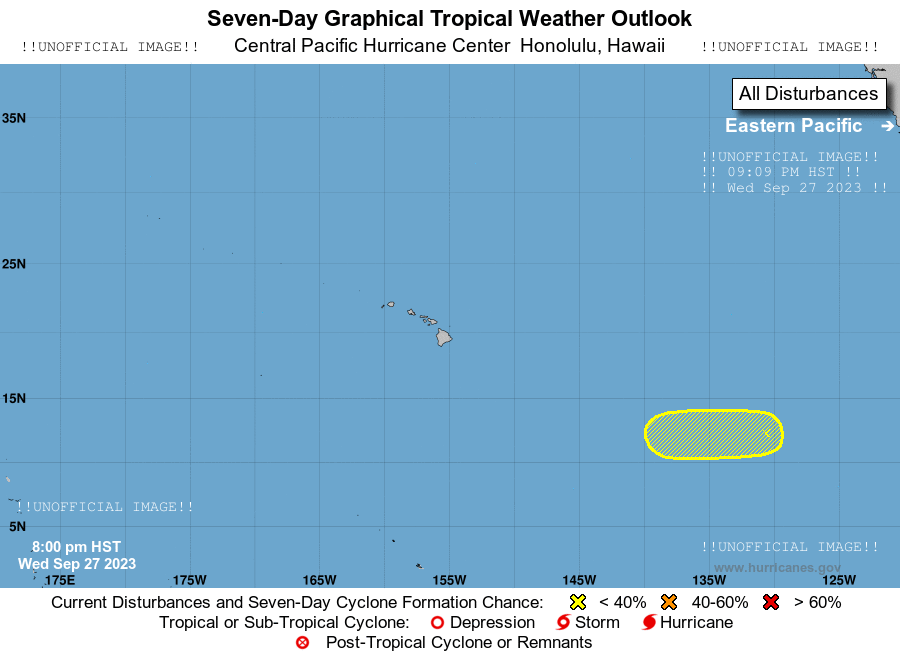 Seven-Day Graphical Tropical Weather Outlook
!!UNOFFICIAL IMAGE!! Central Pacific Hurricane Center Honolulu, Hawaii !!UNOFFICIAL IMAGE!!
All Disturbances
35N
Eastern Pacific
!!UNOFFICIAL IMAGE!!
!! 09:09 PM HST !!
!! Wed Sep 27 2023 !!
25N
15N
!!UNOFFICIAL IMAGE!!
5N
8:00 pm HST
!!UNOFFICIAL IMAGE!!
Wed Sep 27 2023
www.hurricanes.gov
175E 175W 165W 155W 145W 135W 125W
Current Disturbances and Seven-Day Cyclone Formation Chance: < 40% 40-60% > 60%
Tropical or Sub-Tropical Cyclone: Depression Storm Hurricane
Post-Tropical Cyclone or Remnants